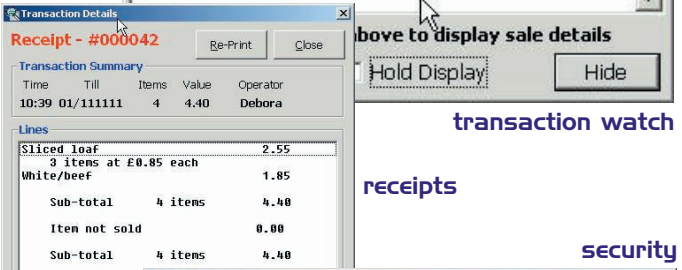 Transaction Details
Receipt - #000042
Re-Print
Close
Transaction Summary
Time Till Items Value Operator
10:39 01/111111 4 4.40 Debora
Lines
Sliced loaf 2.55
3 items at £0.85 each
White/beef 1.85
Sub-total 4 items 4.40
Item not sold 0.00
Sub-total 4 items 4.40
above to display sale details
Hold Display
Hide
transaction watch
receipts
security